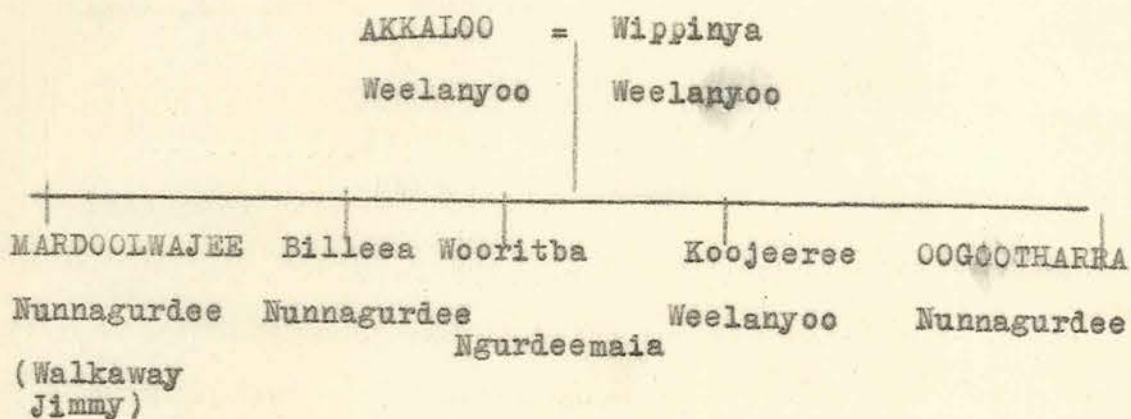 AKKALOO = Wippinya
Weelanyoo Weelanyoo
MARDOOLWAJEE Billeea Wooritba Koojeeree OOGOOTHARRA
Nunnagurdee Nunnagurdee Weelanyoo Nunnagurdee
Ngurdeemaia
(Walkaway
Jimmy)